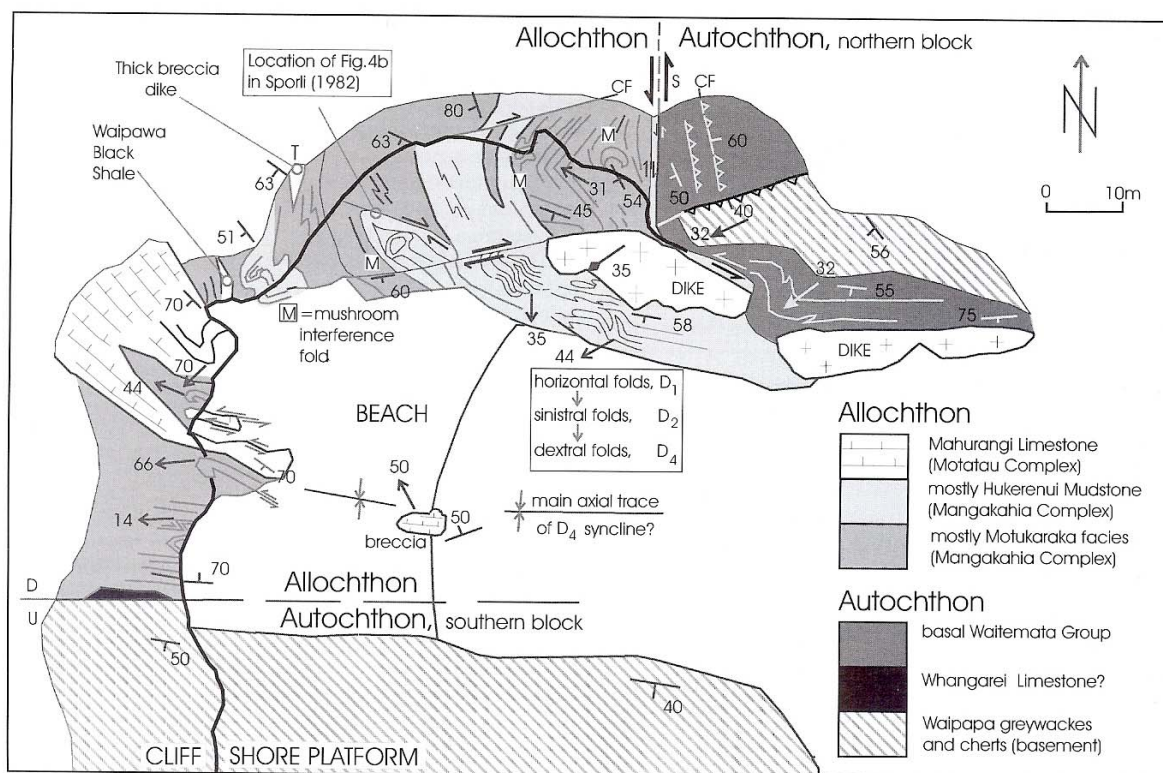 Allochthon
Autochthon, northern block
Thick breccia
dike
Location of Fig.4b
in Sporli (1982)
Waipawa
Black
Shale
CF
S
CF
N
80
63
T
63
M
60
51
31
M
45
54
50
40
32
56
0
10m
70
M
60
35
DIKE
32
55
58
75
DIKE
M
=mushroom
interference
fold
35
44
70
44
horizontal folds, D1
sinistral folds, D2
dextral folds, D4
BEACH
66
70
50
main axial trace
of D4 syncline?
50
breccia
14
70
D
U
Allochthon
Autochthon, southern block
50
40
CLIFF
SHORE PLATFORM
Allochthon
Mahurangi Limestone
(Motatau Complex)
mostly Hukerenui Mudstone
(Mangakahia Complex)
mostly Motukaraka facies
(Mangakahia Complex)
Autochthon
basal Waitemata Group
Whangarei Limestone?
Waipapa greywackes
and cherts (basement)